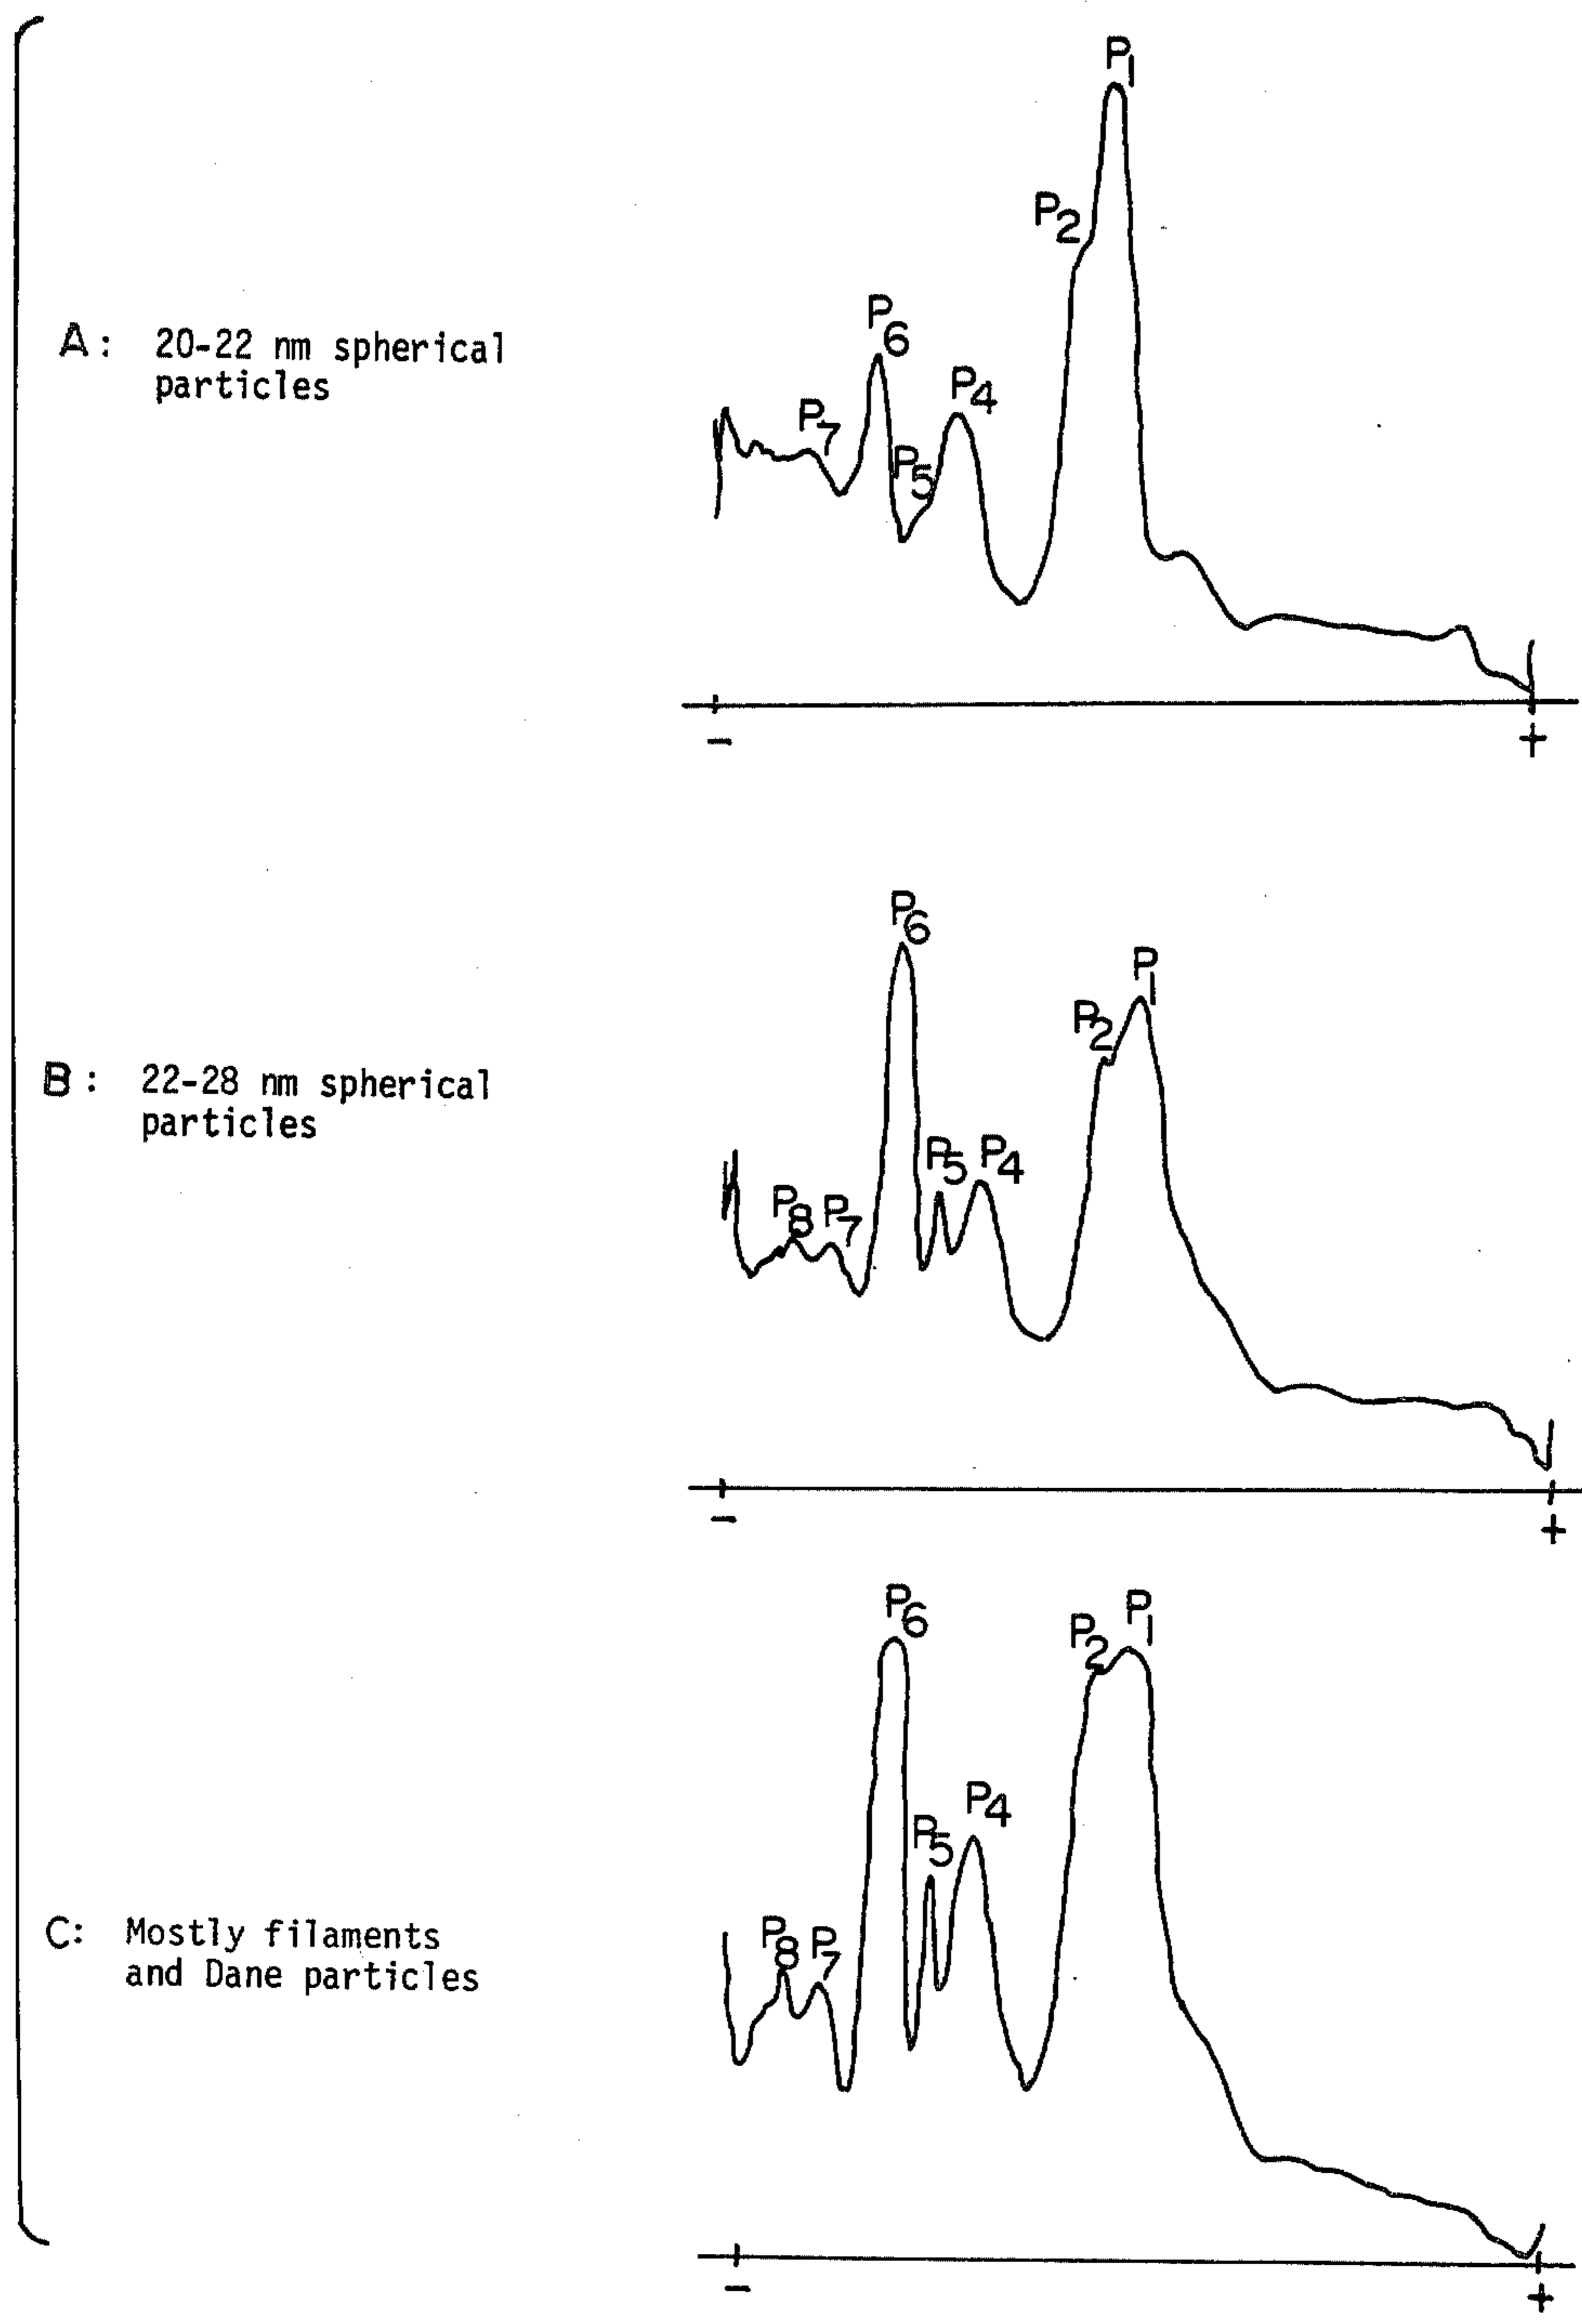 P1
P2
P6
P4
P7
P5
A: 20-22 nm spherical
particles
- +
P6
P1
P2
P5 P4
P8 P7
B: 22-28 nm spherical
particles
- +
P6
P1
P2
P4
P5
P8 P7
C: Mostly filaments
and Dane particles
- +